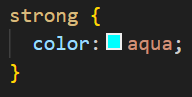 strong {
  color: aqua;
}